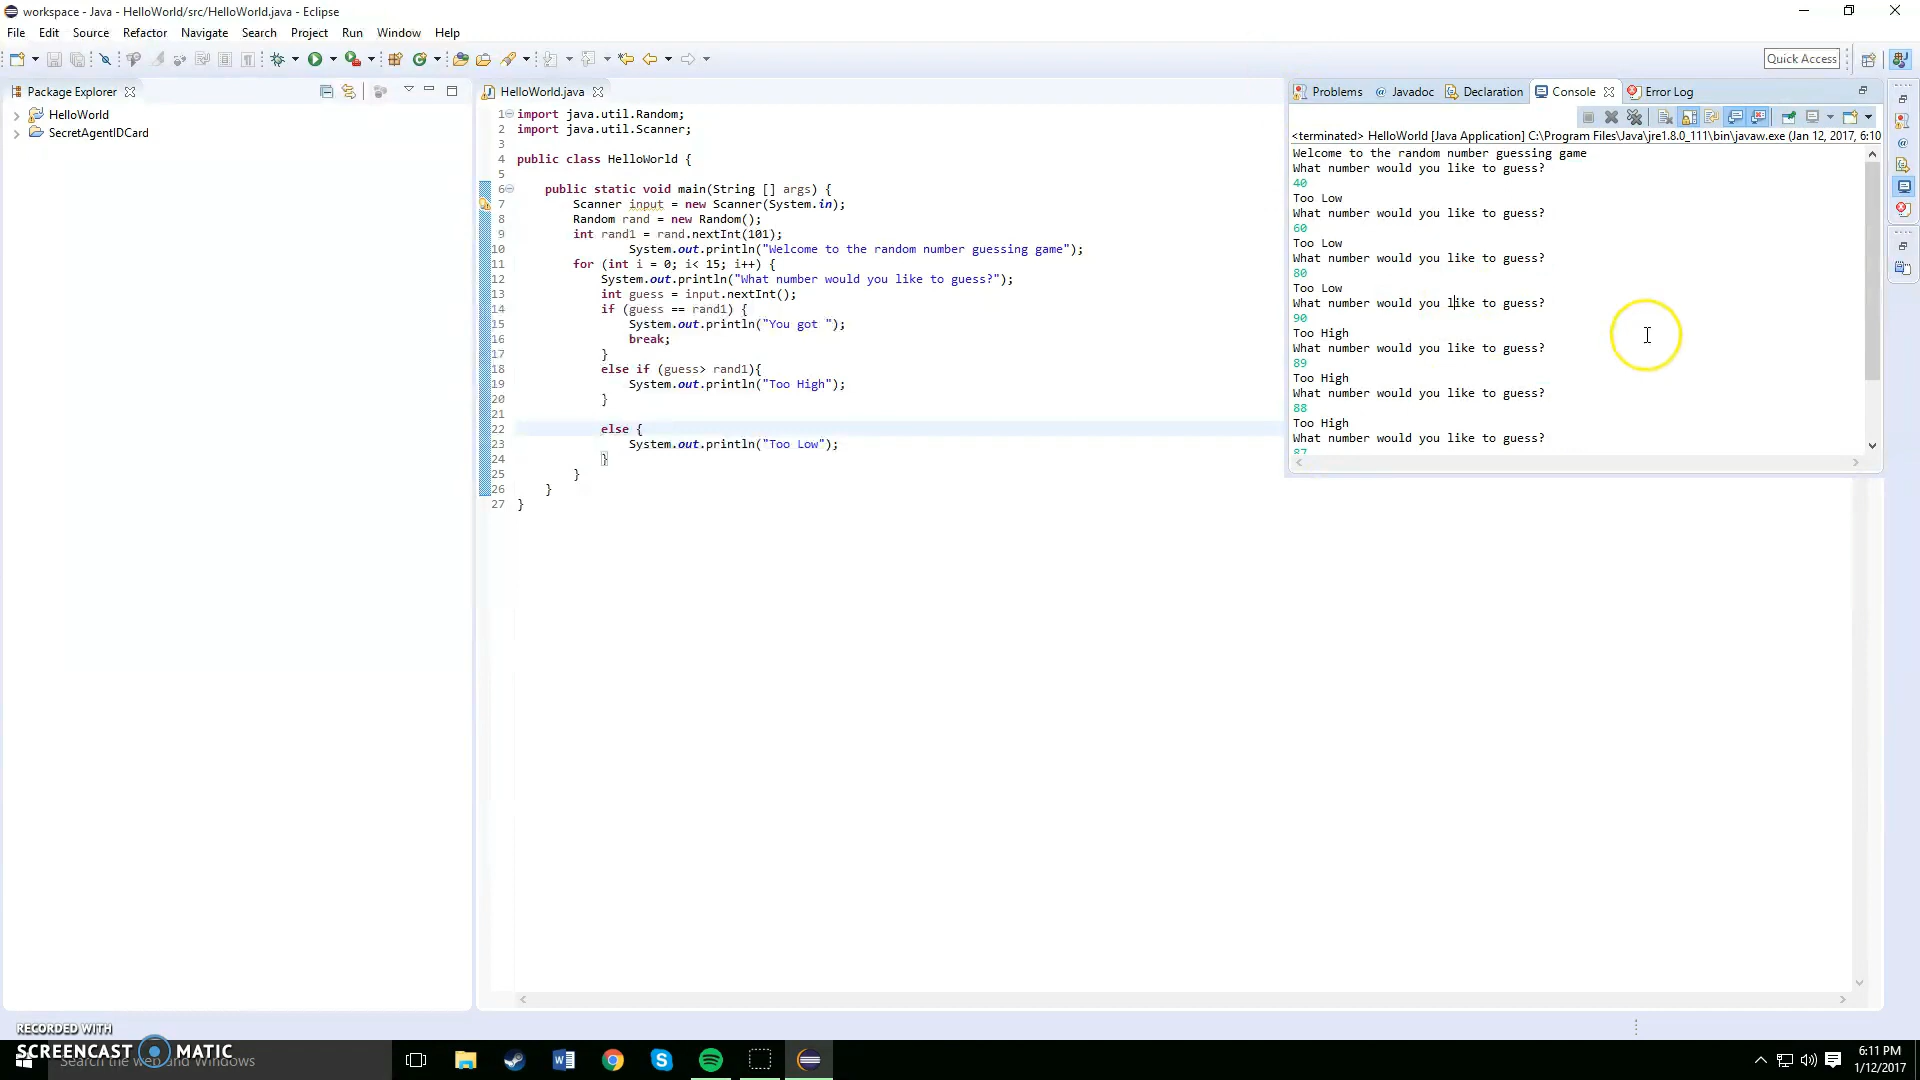 workspace - Java - HelloWorld/src/HelloWorld.java - Eclipse
File Edit Source Refactor Navigate Search Project Run Window Help
Quick Access
Package Explorer
HelloWorld
SecretAgentIDCard
HelloWorld.java
1 import java.util.Random;
2 import java.util.Scanner;
3
4 public class HelloWorld {
5
6 public static void main(String [] args) {
7 Scanner input = new Scanner(System.in);
8 Random rand = new Random();
9 int rand1 = rand.nextInt(101);
10 System.out.println("Welcome to the random number guessing game");
11 for (int i = 0; i< 15; i++) {
12 System.out.println("What number would you like to guess?");
13 int guess = input.nextInt();
14 if (guess == rand1) {
15 System.out.println("You got ");
16 break;
17 }
18 else if (guess> rand1){
19 System.out.println("Too High");
20 }
21
22 else {
23 System.out.println("Too Low");
24 }
25 }
26 }
27 }
Problems @ Javadoc Declaration Console Error Log
<terminated> HelloWorld [Java Application] C:\Program Files\Java\jre1.8.0_111\bin\javaw.exe (Jan 12, 2017, 6:10
Welcome to the random number guessing game
What number would you like to guess?
40
Too Low
What number would you like to guess?
60
Too Low
What number would you like to guess?
80
Too Low
What number would you like to guess?
90
Too High
What number would you like to guess?
89
Too High
What number would you like to guess?
88
Too High
What number would you like to guess?
87
RECORDED WITH
SCREENCAST MATIC
Search the web and Windows
6:11 PM
1/12/2017